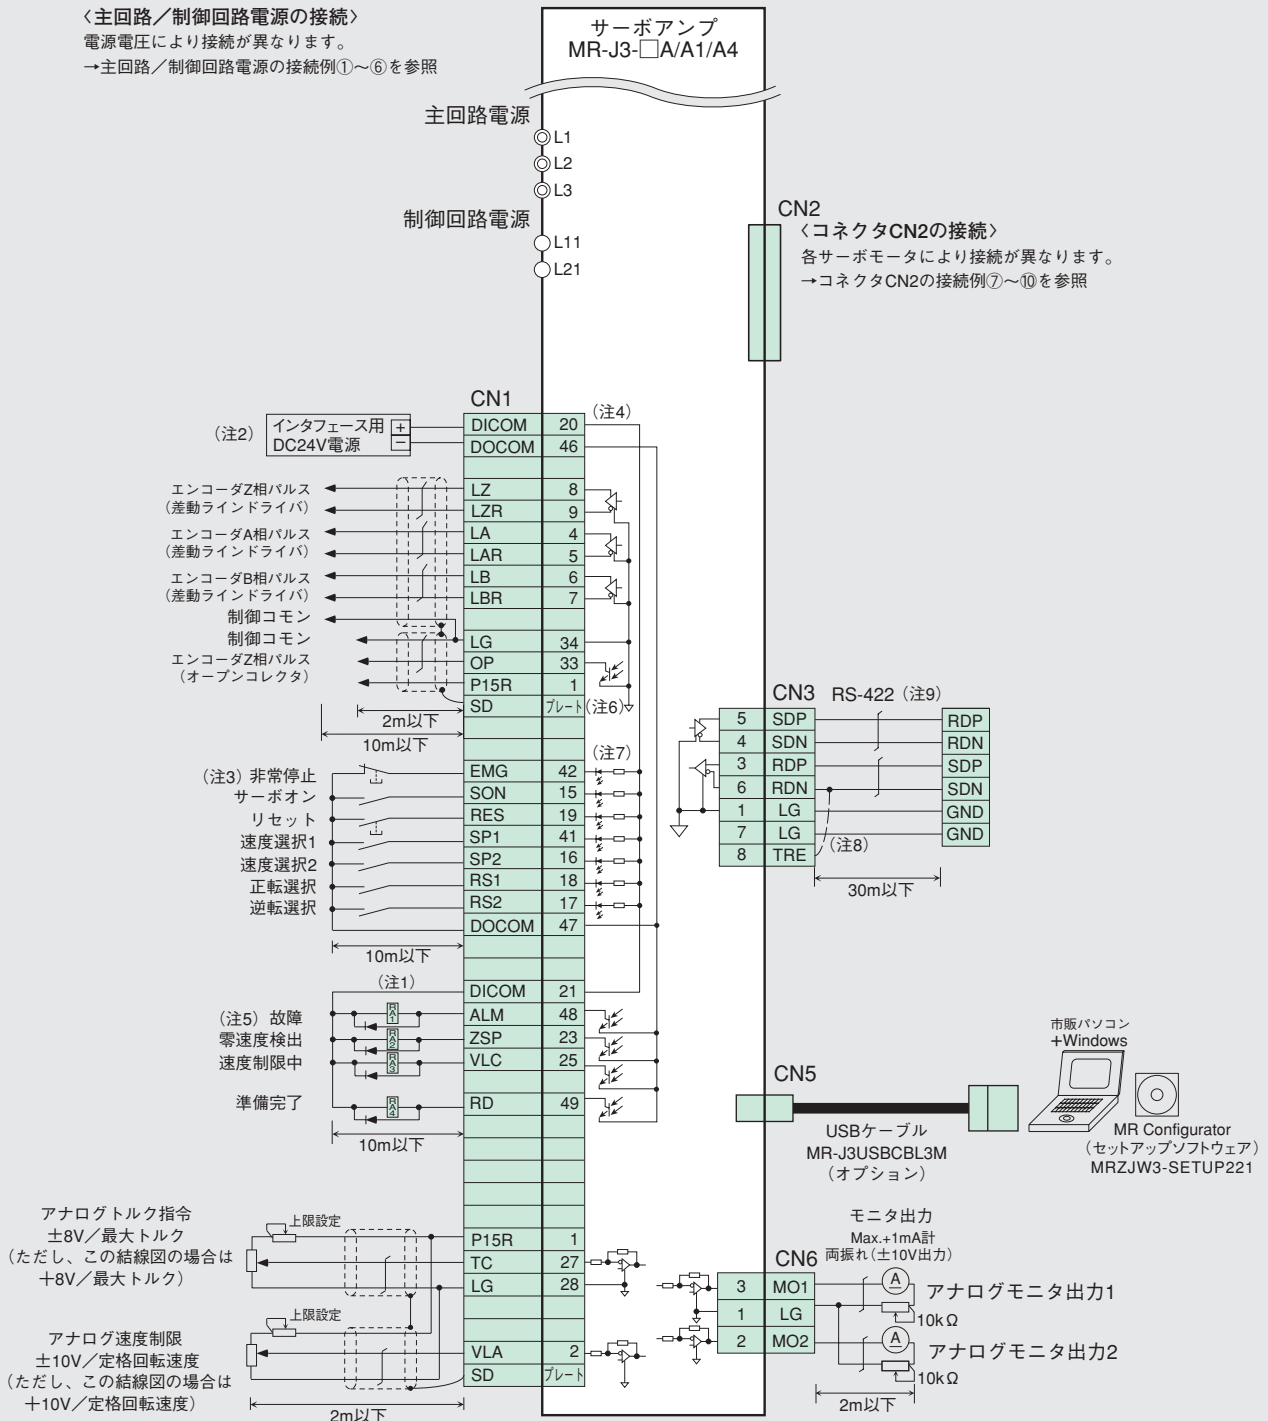 〈主回路／制御回路電源の接続〉
電源電圧により接続が異なります。
→主回路／制御回路電源の接続例①～⑥を参照
サーボアンプ
MR-J3-□A/A1/A4
主回路電源
L1
L2
L3
制御回路電源
L11
L21
CN2
〈コネクタCN2の接続〉
各サーボモータにより接続が異なります。
→コネクタCN2の接続例⑦～⑩を参照
CN1
（注2）
インタフェース用 +
DC24V電源 −
DICOM 20 （注4）
DOCOM 46
エンコーダZ相パルス
（差動ラインドライバ）
LZ 8
LZR 9
エンコーダA相パルス
（差動ラインドライバ）
LA 4
LAR 5
エンコーダB相パルス
（差動ラインドライバ）
LB 6
LBR 7
制御コモン
制御コモン
LG 34
エンコーダZ相パルス
（オープンコレクタ）
OP 33
P15R 1
SD プレート （注6）
2m以下
10m以下
（注7）
（注3）非常停止 EMG 42
サーボオン SON 15
リセット RES 19
速度選択1 SP1 41
速度選択2 SP2 16
正転選択 RS1 18
逆転選択 RS2 17
DOCOM 47
10m以下
（注1）
DICOM 21
（注5）故障 RA1 ALM 48
零速度検出 RA2 ZSP 23
速度制限中 RA3 VLC 25
準備完了 RA4 RD 49
10m以下
アナログトルク指令
±8V／最大トルク
（ただし、この結線図の場合は
＋8V／最大トルク）
上限設定
P15R 1
TC 27
LG 28
上限設定
アナログ速度制限
±10V／定格回転速度
（ただし、この結線図の場合は
＋10V／定格回転速度）
VLA 2
SD プレート
2m以下
CN3 RS-422（注9）
5 SDP RDP
4 SDN RDN
3 RDP SDP
6 RDN SDN
1 LG GND
7 LG GND
8 TRE
（注8）
30m以下
CN5
USBケーブル
MR-J3USBCBL3M
（オプション）
市販パソコン
+Windows
MR Configurator
（セットアップソフトウェア）
MRZJW3-SETUP221
モニタ出力
Max.+1mA計
両振れ（±10V出力）
CN6
3 MO1
1 LG
2 MO2
A
アナログモニタ出力1
10kΩ
A
アナログモニタ出力2
10kΩ
2m以下